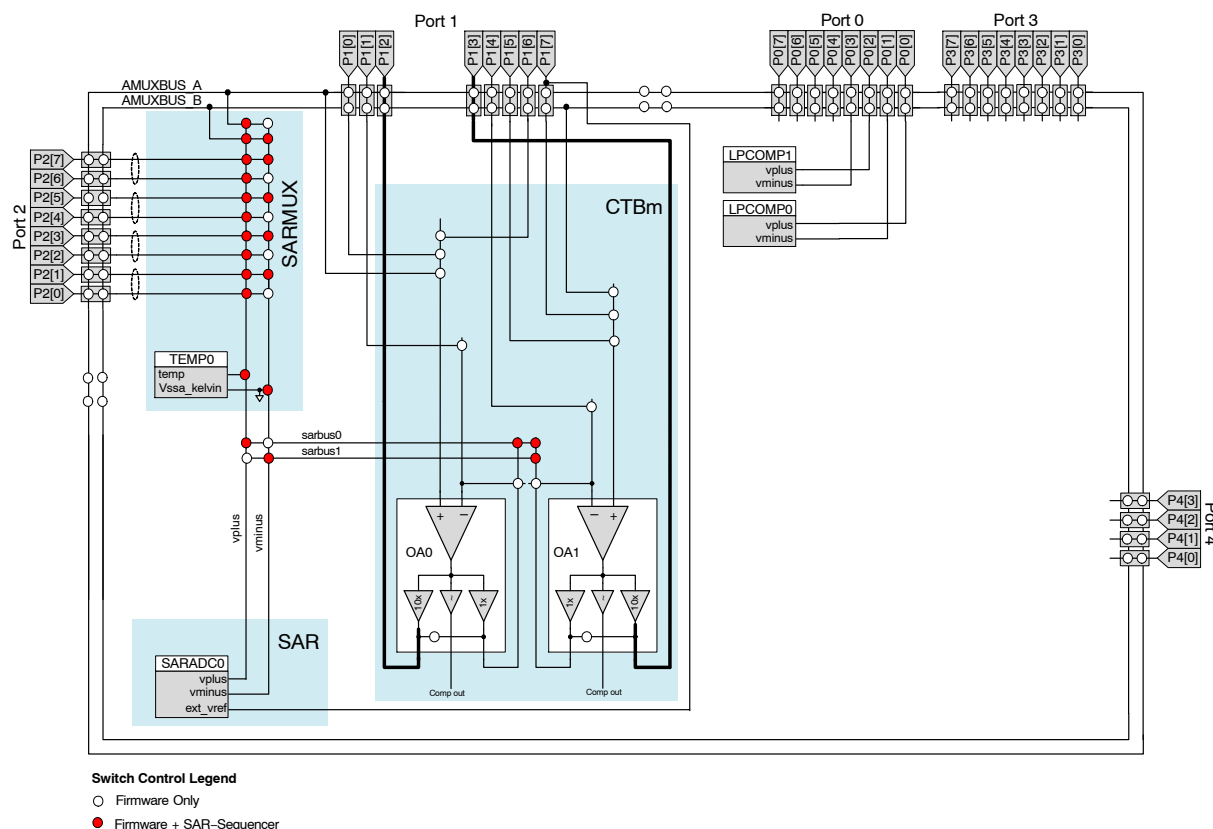 Port 1
Port 0
Port 3
P1[0]
P1[1]
P1[2]
P1[3]
P1[4]
P1[5]
P1[6]
P1[7]
P0[7]
P0[6]
P0[5]
P0[4]
P0[3]
P0[2]
P0[1]
P0[0]
P3[7]
P3[6]
P3[5]
P3[4]
P3[3]
P3[2]
P3[1]
P3[0]
AMUXBUS_A
AMUXBUS_B
Port 2
P2[7]
P2[6]
P2[5]
P2[4]
P2[3]
P2[2]
P2[1]
P2[0]
SARMUX
CTBm
LPCOMP1
vplus
vminus
LPCOMP0
vplus
vminus
TEMP0
temp
Vssa_kelvin
sarbus0
sarbus1
vplus
vminus
+
−
−
+
OA0
OA1
10x
~
1x
1x
~
10x
Comp out
Comp out
P4[3]
P4[2]
P4[1]
P4[0]
Port 4
SAR
SARADC0
vplus
vminus
ext_vref
Switch Control Legend
Firmware Only
Firmware + SAR−Sequencer